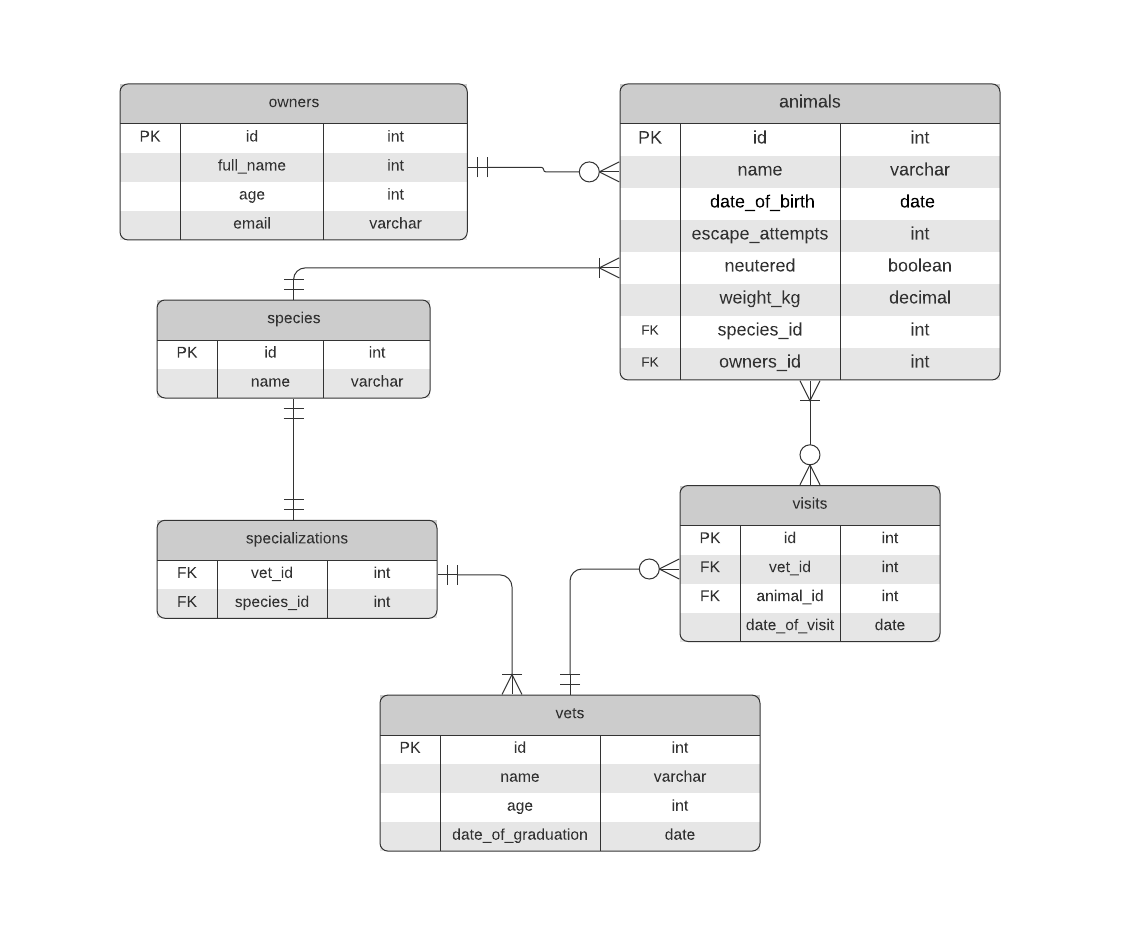 owners
PK id int
full_name int
age int
email varchar
animals
PK id int
name varchar
date_of_birth date
escape_attempts int
neutered boolean
weight_kg decimal
FK species_id int
FK owners_id int
species
PK id int
name varchar
specializations
FK vet_id int
FK species_id int
visits
PK id int
FK vet_id int
FK animal_id int
date_of_visit date
vets
PK id int
name varchar
age int
date_of_graduation date